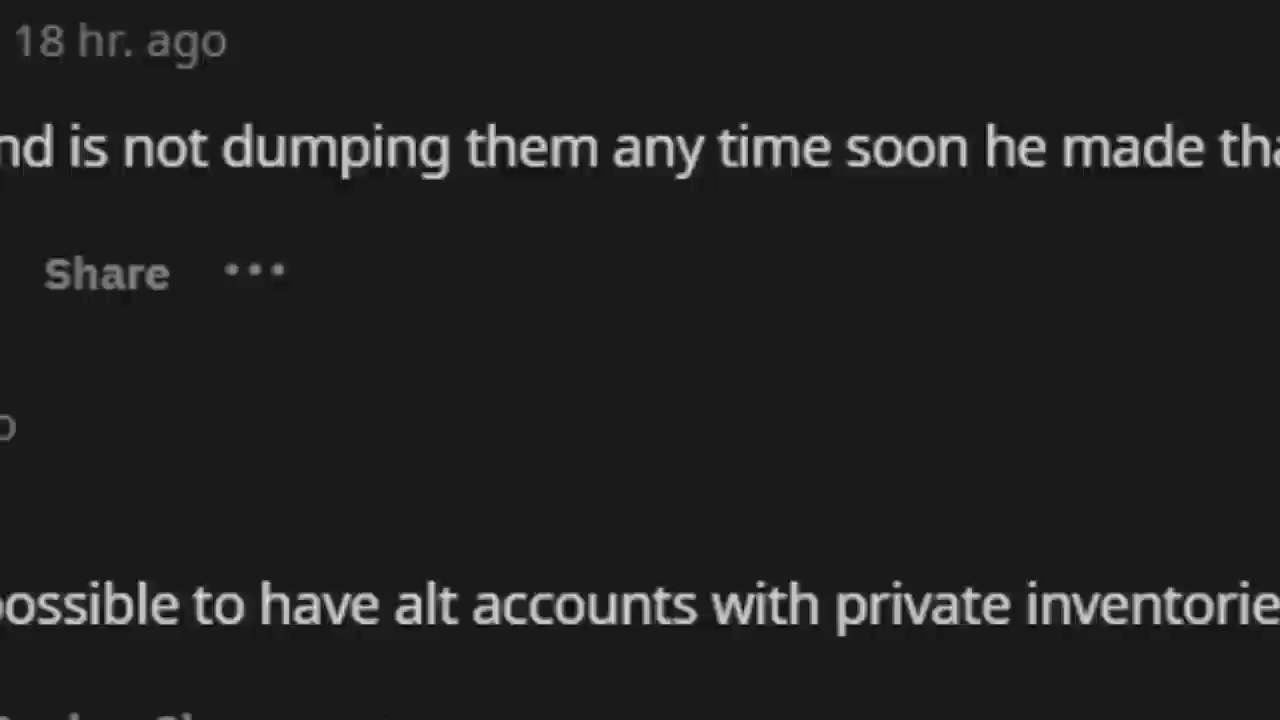 18 hr. ago
nd is not dumping them any time soon he made tha
Share ...
o
possible to have alt accounts with private inventorie